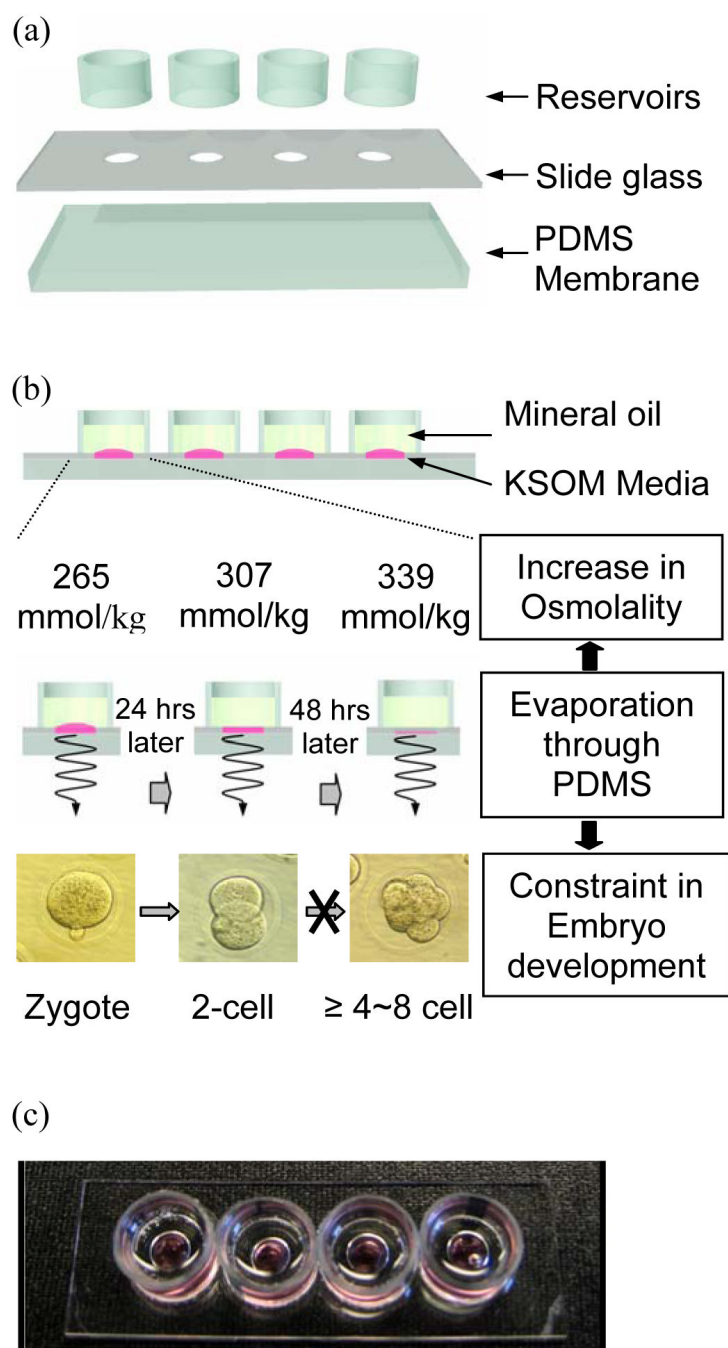 (a)
Reservoirs
Slide glass
PDMS
Membrane
(b)
Mineral oil
KSOM Media
265
mmol/kg
307
mmol/kg
339
mmol/kg
Increase in
Osmolality
24 hrs
later
48 hrs
later
Evaporation
through
PDMS
Zygote
2-cell
≥ 4~8 cell
Constraint in
Embryo
development
(c)